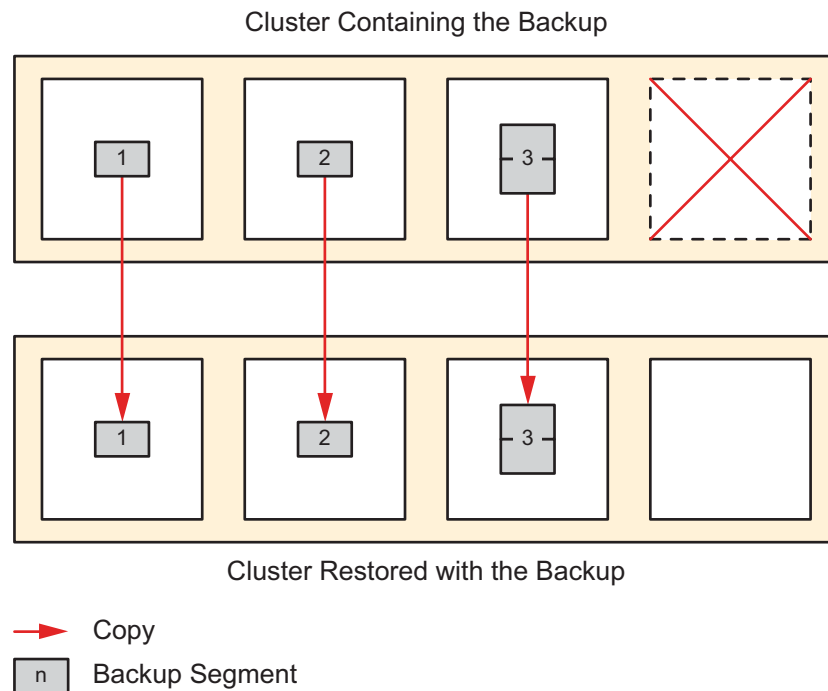 Cluster Containing the Backup
1
2
3
1
2
3
Cluster Restored with the Backup
Copy
n
Backup Segment